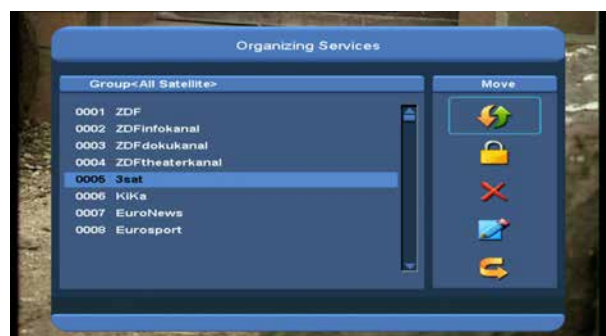 Organizing Services
Group<All Satellite>
Move
0001 ZDF
0002 ZDFinfokanal
0003 ZDFdokukanal
0004 ZDFtheaterkanal
0005 3sat
0006 KiKa
0007 EuroNews
0008 Eurosport